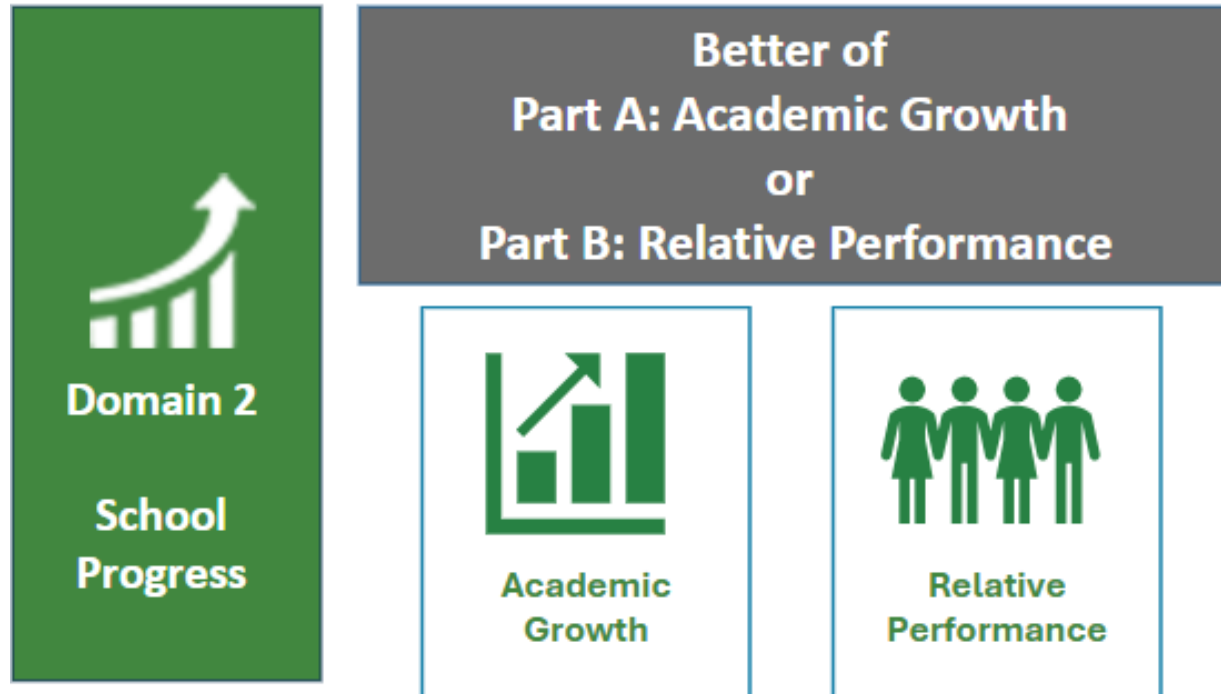 Domain 2
School
Progress
Better of
Part A: Academic Growth
or
Part B: Relative Performance
Academic
Growth
Relative
Performance